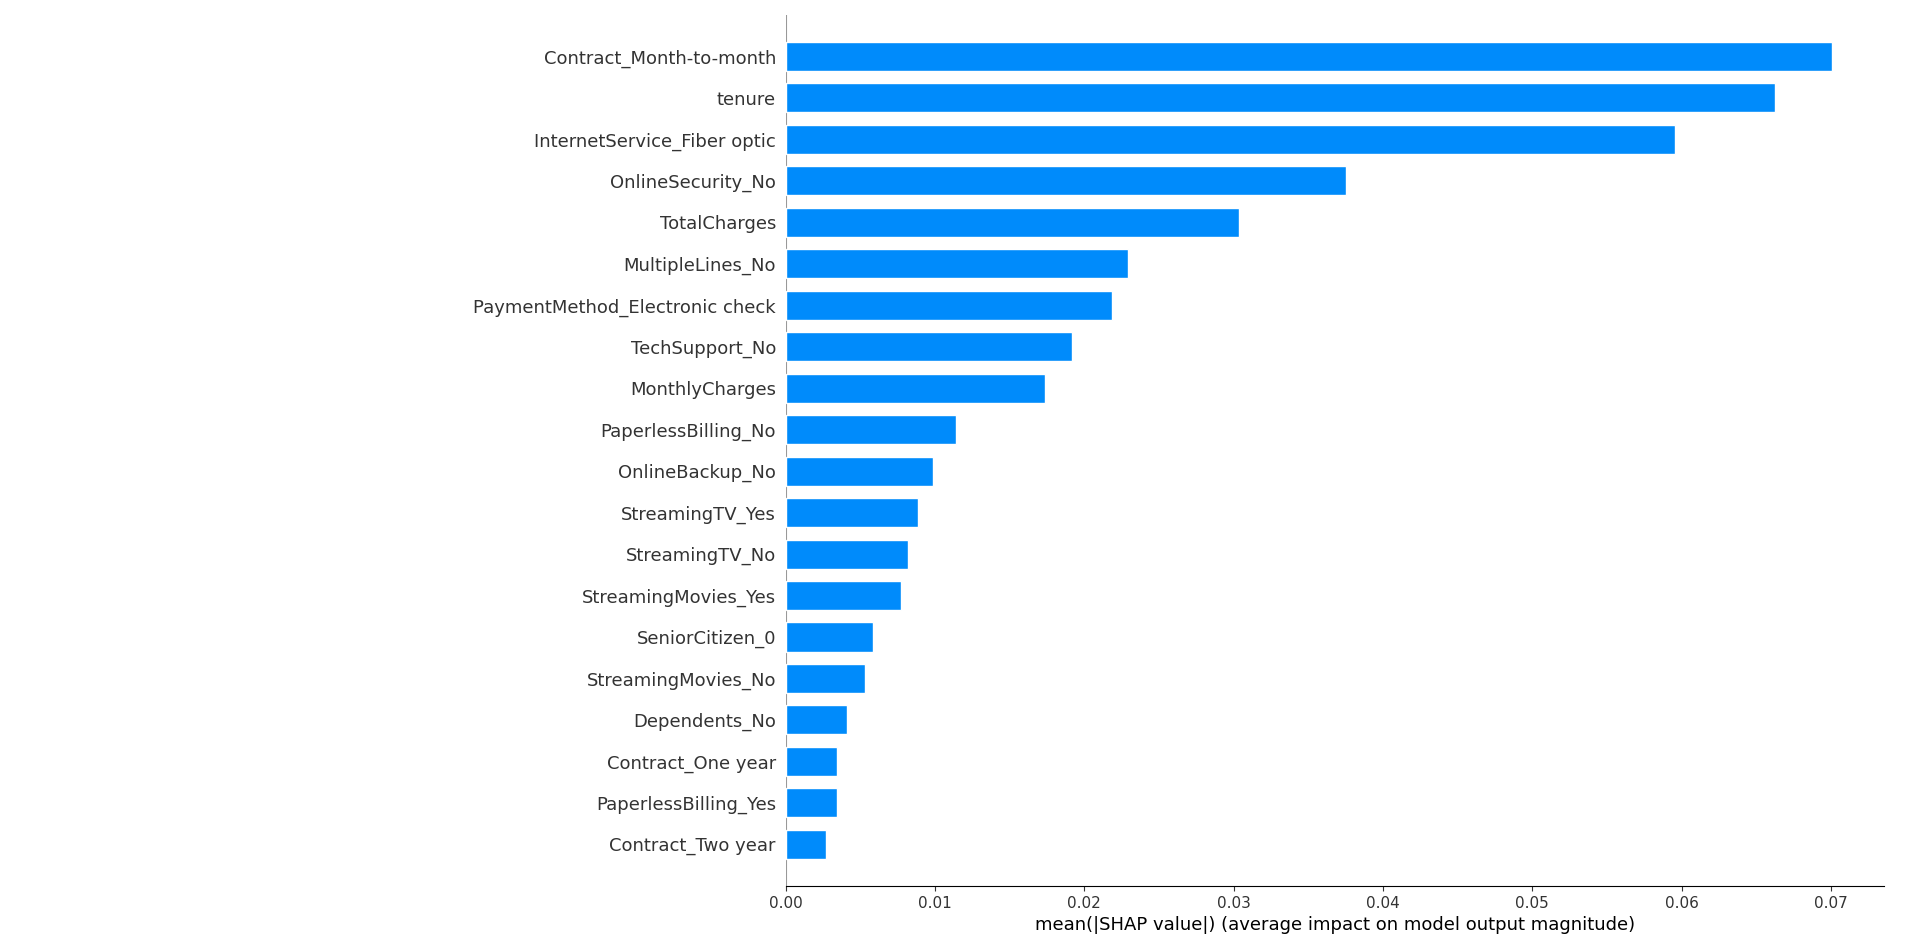 Contract_Month-to-month
tenure
InternetService_Fiber optic
OnlineSecurity_No
TotalCharges
MultipleLines_No
PaymentMethod_Electronic check
TechSupport_No
MonthlyCharges
PaperlessBilling_No
OnlineBackup_No
StreamingTV_Yes
StreamingTV_No
StreamingMovies_Yes
SeniorCitizen_0
StreamingMovies_No
Dependents_No
Contract_One year
PaperlessBilling_Yes
Contract_Two year
0.00 0.01 0.02 0.03 0.04 0.05 0.06 0.07
mean(|SHAP value|) (average impact on model output magnitude)